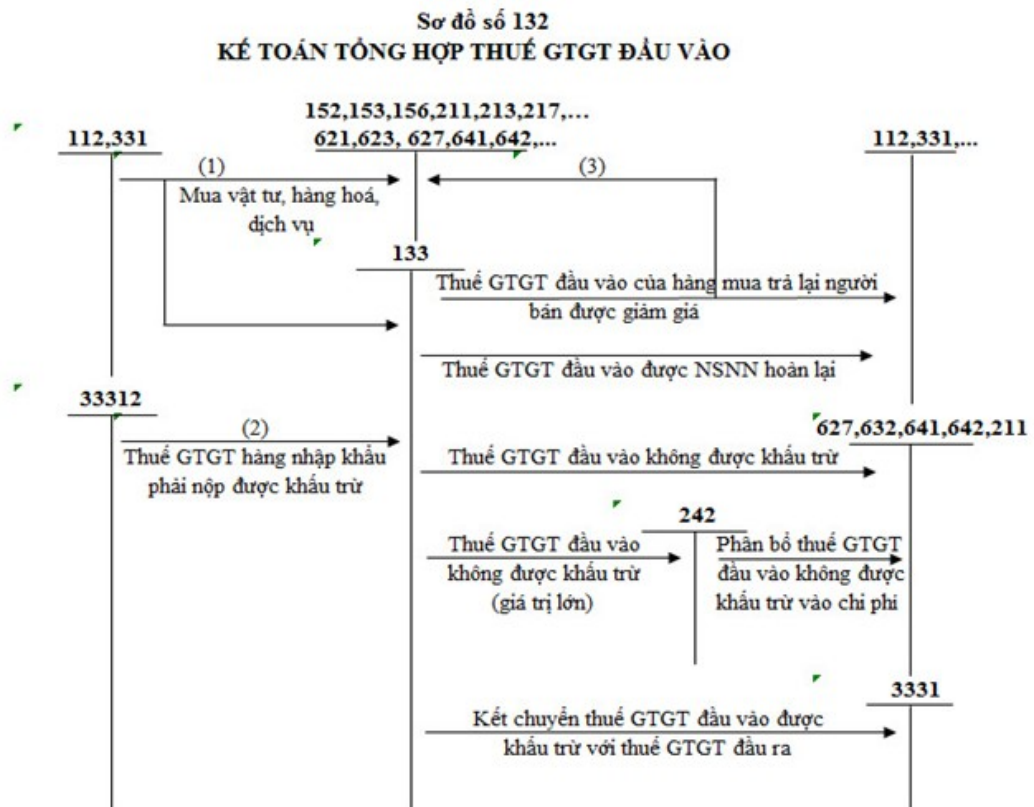 Sơ đồ số 132
KẾ TOÁN TỔNG HỢP THUẾ GTGT ĐẦU VÀO
152,153,156,211,213,217,...
112,331
621,623, 627,641,642,...
112,331,...
(1)
(3)
Mua vật tư, hàng hoá,
dịch vụ
133
Thuế GTGT đầu vào của hàng mua trả lại người
bán được giảm giá
Thuế GTGT đầu vào được NSNN hoàn lại
33312
627,632,641,642,211
(2)
Thuế GTGT hàng nhập khẩu
phải nộp được khấu trừ
Thuế GTGT đầu vào không được khấu trừ
242
Thuế GTGT đầu vào
không được khấu trừ
(giá trị lớn)
Phân bổ thuế GTGT
đầu vào không được
khấu trừ vào chi phí
3331
Kết chuyển thuế GTGT đầu vào được
khấu trừ với thuế GTGT đầu ra